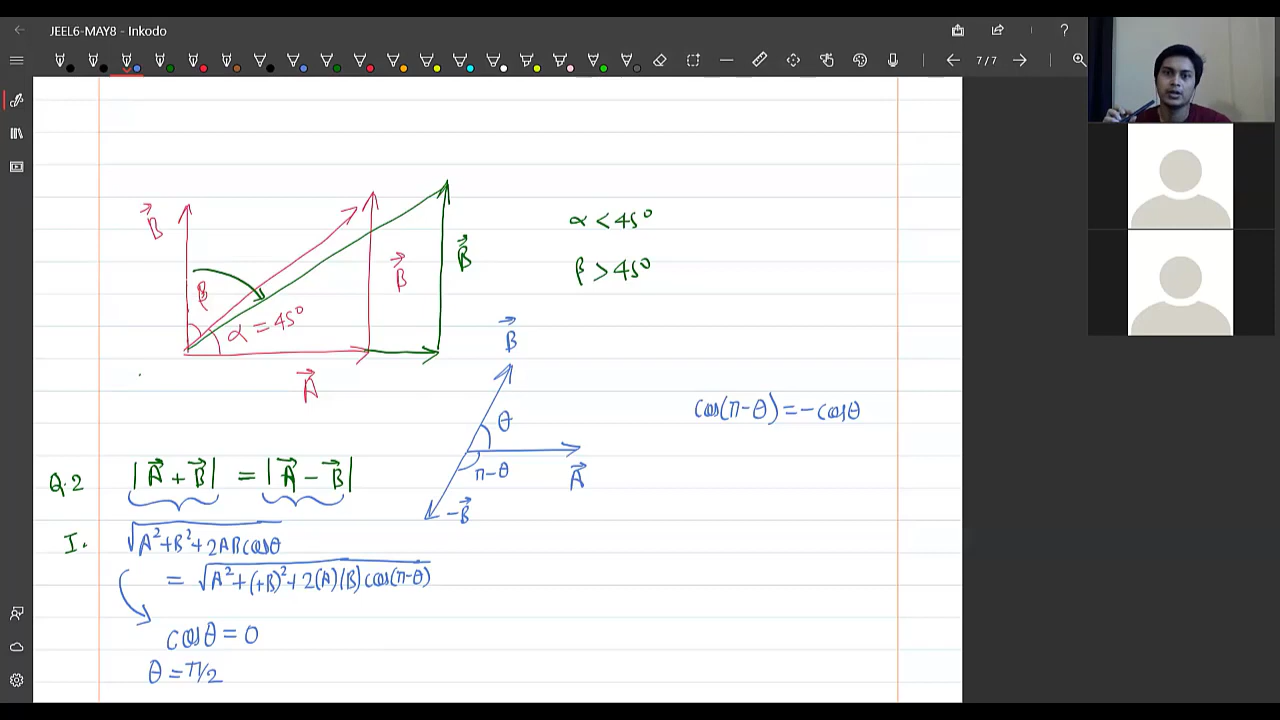 JEEL6-MAY8 - Inkodo
7/7
B⃗
B⃗
B⃗
α < 45°
β
β > 45°
α = 45°
A⃗
B⃗
θ
cos(π-θ) = -cosθ
π-θ
A⃗
-B⃗
Q.2 |A⃗ + B⃗| = |A⃗ - B⃗|
I. √A²+B²+2ABcosθ
= √A²+(+B)²+2(A)(B)cos(π-θ)
cosθ = 0
θ = π/2